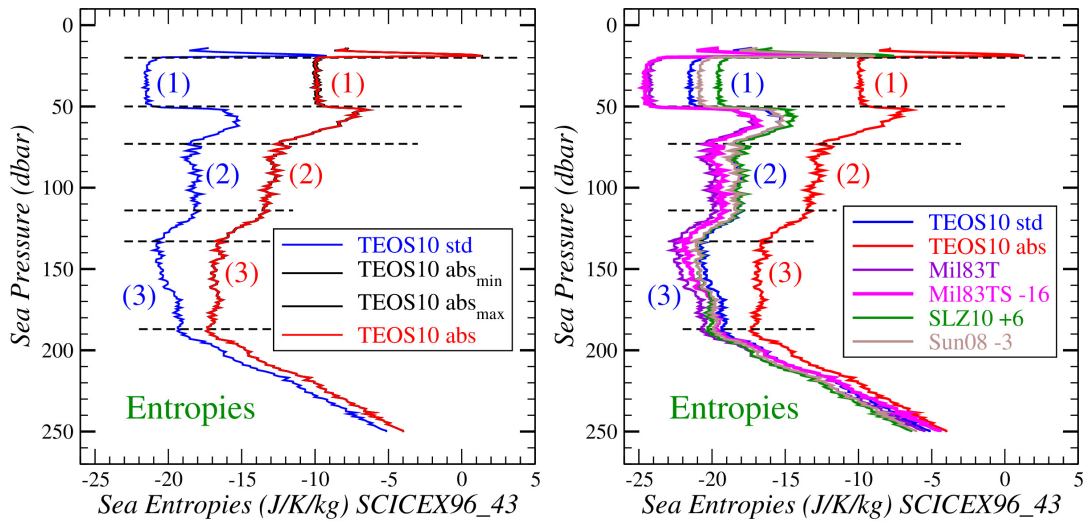 0
50
100
150
200
250
Sea Pressure (dbar)
(1)
(1)
(2)
(2)
(3)
(3)
TEOS10 std
TEOS10 abs_min
TEOS10 abs_max
TEOS10 abs
Entropies
-25 -20 -15 -10 -5 0 5
Sea Entropies (J/K/kg) SCICEX96_43
0
50
100
150
200
250
Sea Pressure (dbar)
(1)
(1)
(2)
(2)
(3)
(3)
TEOS10 std
TEOS10 abs
Mil83T
Mil83TS -16
SLZ10 +6
Sun08 -3
Entropies
-25 -20 -15 -10 -5 0 5
Sea Entropies (J/K/kg) SCICEX96_43